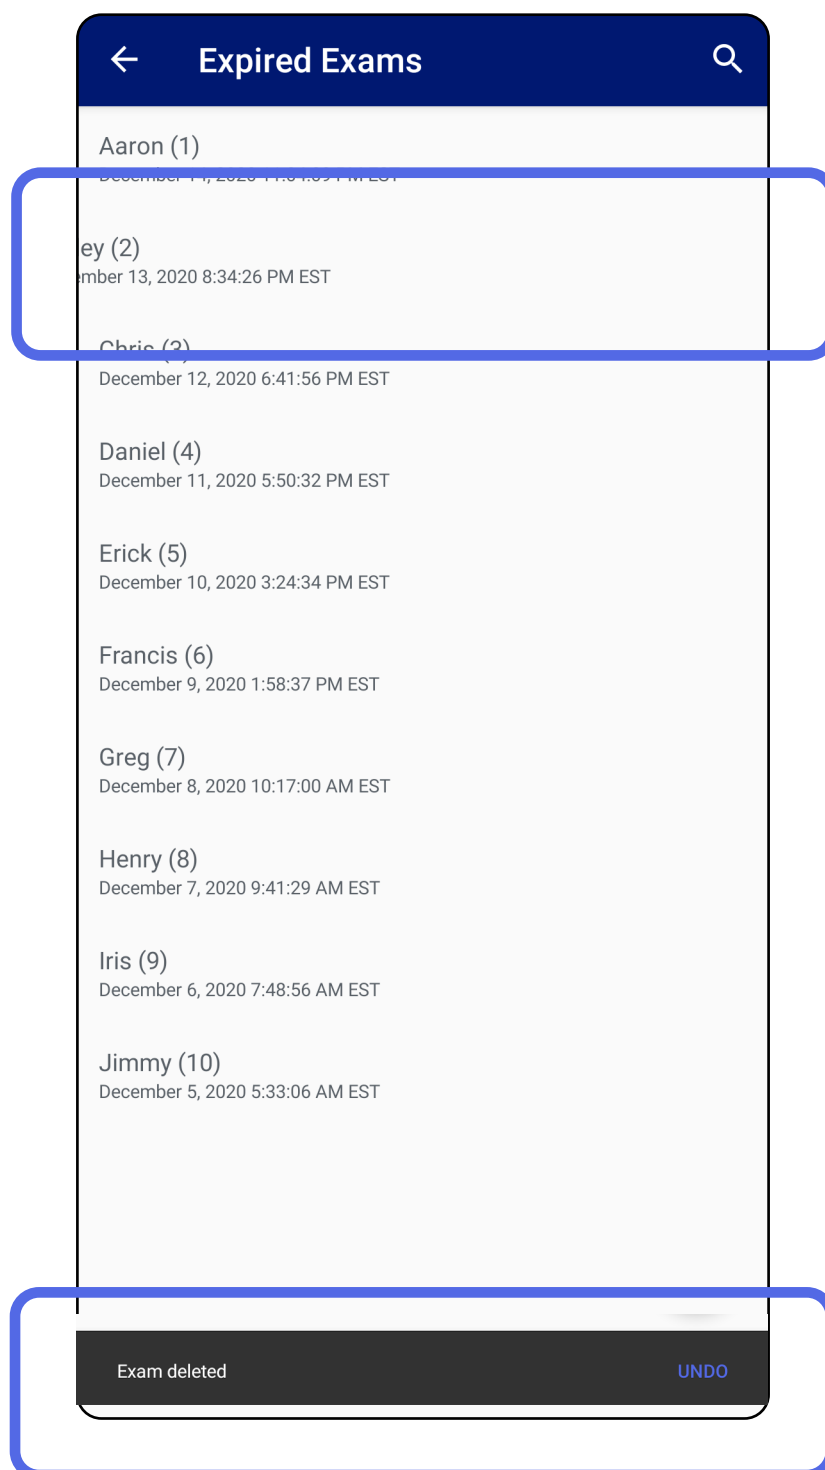 Expired Exams
Aaron (1)
December 14, 2020
Chris (3)
ey (2)
ember 13, 2020 8:34:26 PM EST
December 12, 2020 6:41:56 PM EST
Daniel (4)
December 11, 2020 5:50:32 PM EST
Erick (5)
December 10, 2020 3:24:34 PM EST
Francis (6)
December 9, 2020 1:58:37 PM EST
Greg (7)
December 8, 2020 10:17:00 AM EST
Henry (8)
December 7, 2020 9:41:29 AM EST
Iris (9)
December 6, 2020 7:48:56 AM EST
Jimmy (10)
December 5, 2020 5:33:06 AM EST
Exam deleted
UNDO